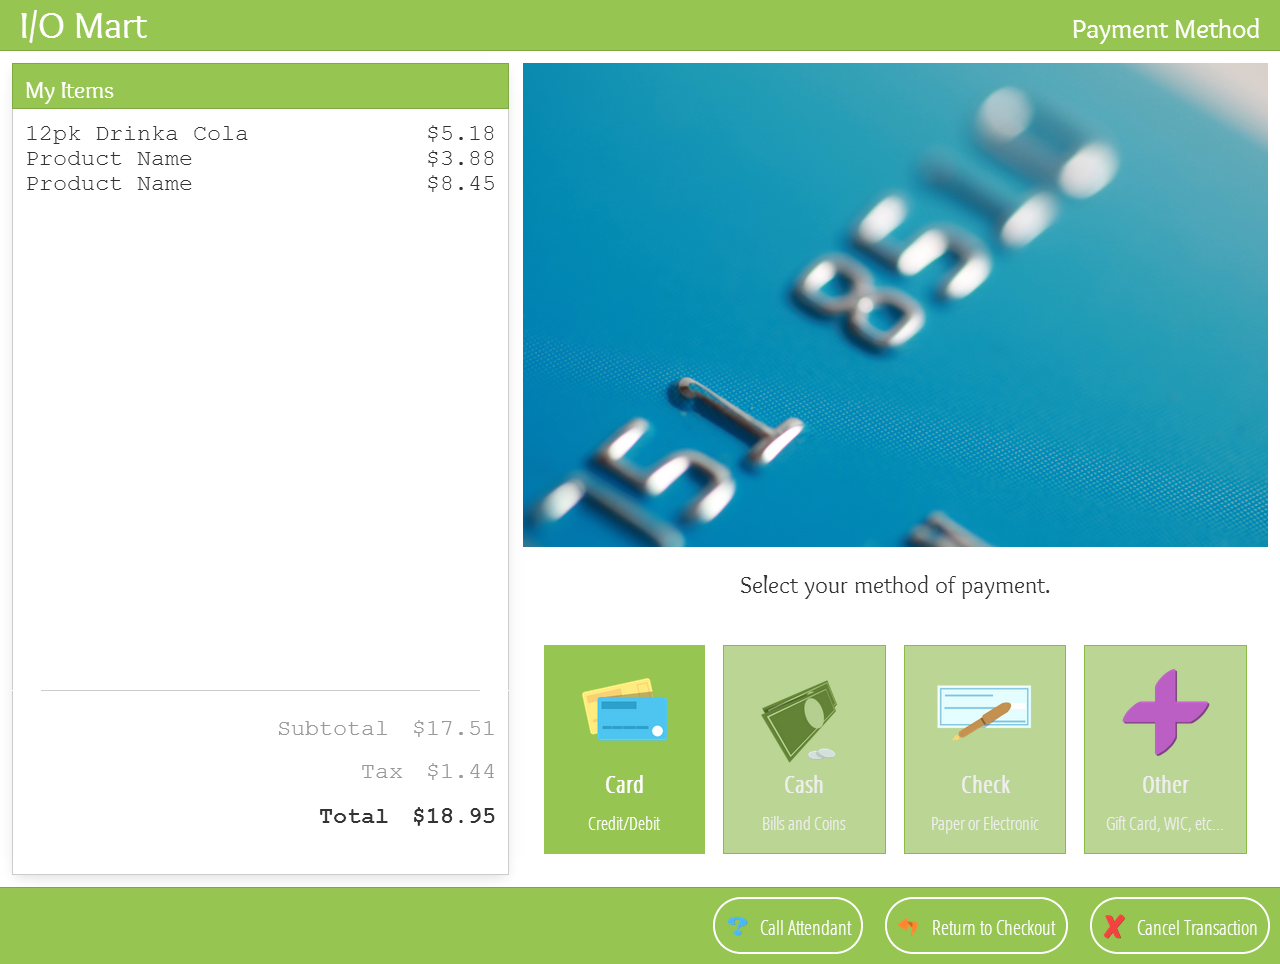 I/O Mart
Payment Method
My Items
12pk Drinka Cola $5.18
Product Name $3.88
Product Name $8.45
Subtotal $17.51
Tax $1.44
Total $18.95
8510
751
Select your method of payment.
Card
Credit/Debit
Cash
Bills and Coins
Check
Paper or Electronic
Other
Gift Card, WIC, etc...
Call Attendant
Return to Checkout
Cancel Transaction